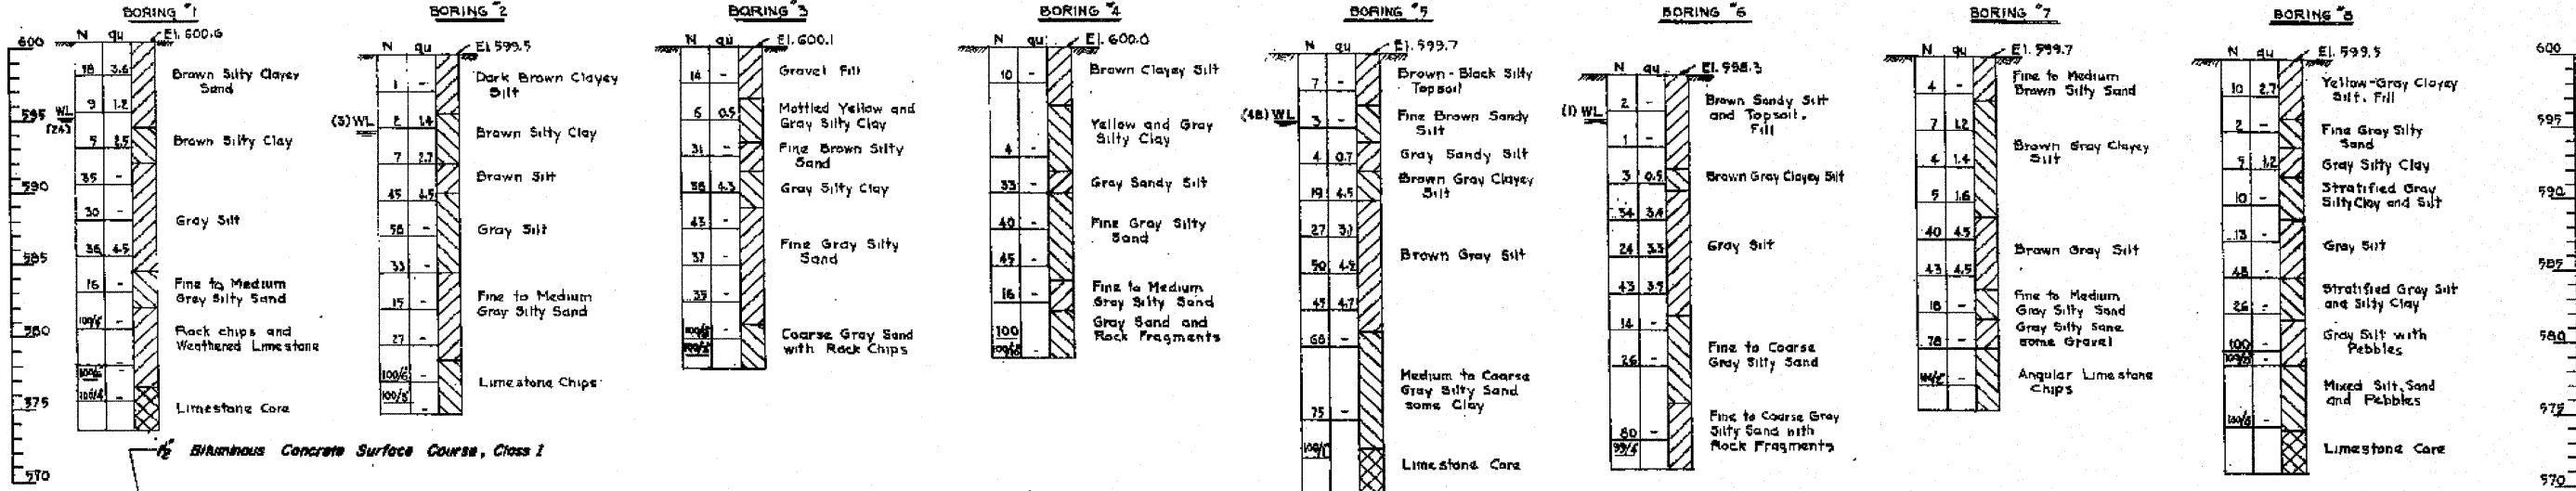 BORING #1
N qu El. 600.6
18 3.6
Brown Silty Clayey
Sand
9 1.2
WL
(24)
5 2.5
Brown Silty Clay
35 -
30 -
Gray Silt
36 4.5
16 -
Fine to Medium
Gray Silty Sand
Rock chips and
Weathered Limestone
Limestone Core
600
595
590
585
580
575
570
1½" Bituminous Concrete Surface Course, Class I
BORING #2
N qu El 599.5
1 -
Dark Brown Clayey
Silt
(3) WL
2 1.4
Brown Silty Clay
7 2.7
Brown Silt
45 4.5
58 -
Gray Silt
33 -
15 -
Fine to Medium
Gray Silty Sand
27 -
100/6 -
Limestone Chips
100/5 -
BORING #3
N qu El. 600.1
14 -
Gravel Fill
6 0.5
Mottled Yellow and
Gray Silty Clay
31 -
Fine Brown Silty
Sand
38 4.3
Gray Silty Clay
43 -
Fine Gray Silty
Sand
37 -
35 -
Coarse Gray Sand
with Rock Chips
BORING #4
N qu El. 600.0
10 -
Brown Clayey Silt
Yellow and Gray
Silty Clay
4 -
33 -
Gray Sandy Silt
40 -
Fine Gray Silty
Sand
45 -
16 -
Fine to Medium
Gray Silty Sand
100
Gray Sand and
Rock Fragments
BORING #5
N qu El. 599.7
7 -
Brown - Black Silty
Topsoil
(48) WL
3 -
Fine Brown Sandy
Silt
4 0.7
Gray Sandy Silt
19 4.5
Brown Gray Clayey
Silt
27 3.1
Brown Gray Silt
50 4.2
45 4.7
66 -
Medium to Coarse
Gray Silty Sand
some Clay
75 -
Limestone Core
BORING #6
N qu El. 598.3
2 -
Brown Sandy Silt
and Topsoil.
Fill
(1) WL
1 -
3 0.5
Brown Gray Clayey Silt
34 3.4
24 3.3
Gray Silt
43 3.5
14 -
26 -
Fine to Coarse
Gray Silty Sand
80 -
Fine to Coarse Gray
Silty Sand with
Rock Fragments
BORING #7
N qu El. 599.7
4 -
Fine to Medium
Brown Silty Sand
7 1.2
4 1.4
Brown Gray Clayey
Silt
5 1.6
40 4.5
Brown Gray Silt
43 4.5
18 -
Fine to Medium
Gray Silty Sand
Gray Silty Sand
some Gravel
78 -
Angular Limestone
Chips
BORING #8
N qu El. 599.5
10 2.7
Yellow-Gray Clayey
Silt. Fill
2 -
Fine Gray Silty
Sand
5 1.2
Gray Silty Clay
10 -
Stratified Gray
Silty Clay and Silt
13 -
Gray Silt
48 -
26 -
Stratified Gray Silt
and Silty Clay
100 -
Gray Silt with
Pebbles
Mixed Silt, Sand
and Pebbles
100/5 -
Limestone Core
600
595
590
585
580
575
570